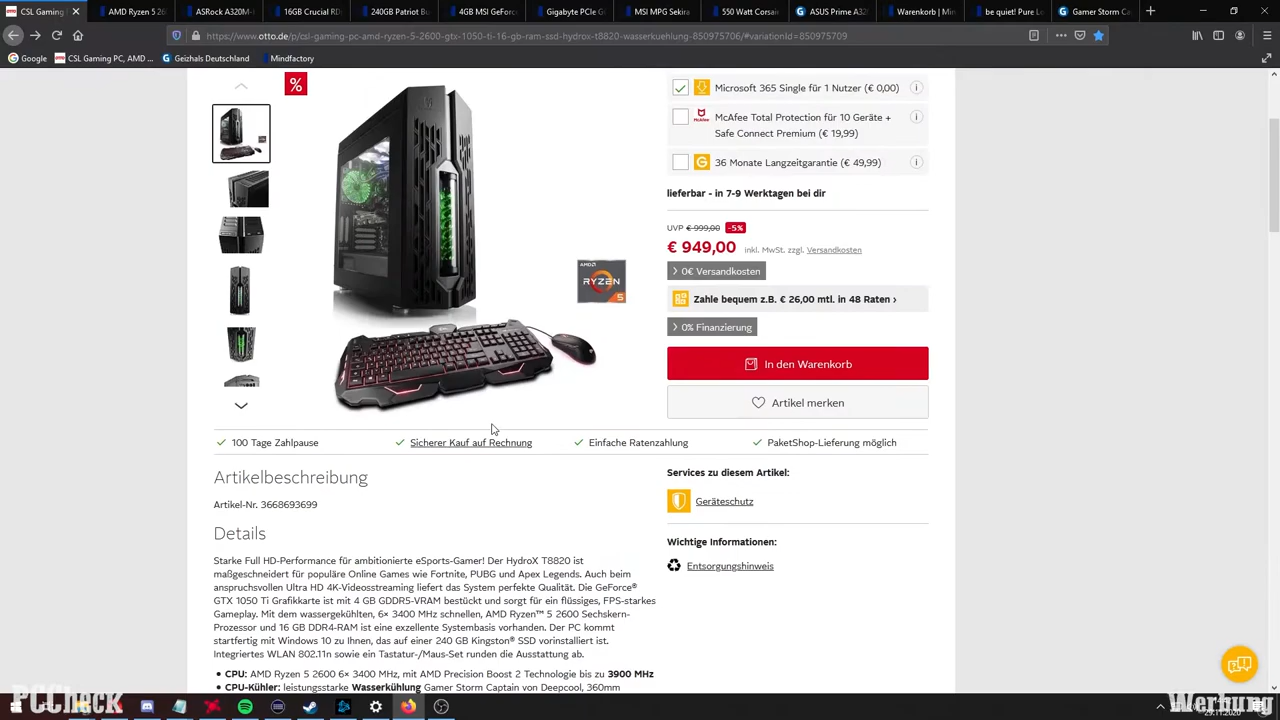 CSL Gaming
AMD Ryzen 5 26
ASRock A320M-H
16GB Crucial RDI
240GB Patriot Bu
4GB MSI GeForc
Gigabyte PCIe G
MSI MPG Sekira
550 Watt Corsair
ASUS Prime A32
Warenkorb | Min
be quiet! Pure Lo
Gamer Storm Ca
https://www.otto.de/p/csl-gaming-pc-amd-ryzen-5-2600-gtx-1050-ti-16-gb-ram-ssd-hydrox-t8820-wasserkuehlung-850975706/#variationId=850975709
Google
CSL Gaming PC, AMD ...
Geizhals Deutschland
Mindfactory
%
Microsoft 365 Single für 1 Nutzer (€ 0,00)
McAfee Total Protection für 10 Geräte +
Safe Connect Premium (€ 19,99)
36 Monate Langzeitgarantie (€ 49,99)
lieferbar - in 7-9 Werktagen bei dir
UVP € 999,00 -5%
€ 949,00 inkl. MwSt. zzgl. Versandkosten
0€ Versandkosten
Zahle bequem z.B. € 26,00 mtl. in 48 Raten ›
0% Finanzierung
In den Warenkorb
Artikel merken
AMD
RYZEN
5
100 Tage Zahlpause
Sicherer Kauf auf Rechnung
Einfache Ratenzahlung
PaketShop-Lieferung möglich
Artikelbeschreibung
Artikel-Nr. 3668693699
Details
Starke Full HD-Performance für ambitionierte eSports-Gamer! Der HydroX T8820 ist
maßgeschneidert für populäre Online Games wie Fortnite, PUBG und Apex Legends. Auch beim
anspruchsvollen Ultra HD 4K-Videostreaming liefert das System perfekte Qualität. Die GeForce®
GTX 1050 Ti Grafikkarte ist mit 4 GB GDDR5-VRAM bestückt und sorgt für ein flüssiges, FPS-starkes
Gameplay. Mit dem wassergekühlten, 6× 3400 MHz schnellen, AMD Ryzen™ 5 2600 Sechskern-
Prozessor und 16 GB DDR4-RAM ist eine exzellente Systembasis vorhanden. Der PC kommt
startfertig mit Windows 10 zu Ihnen, das auf einer 240 GB Kingston® SSD vorinstalliert ist.
Integriertes WLAN 802.11n sowie ein Tastatur-/Maus-Set runden die Ausstattung ab.
• CPU: AMD Ryzen 5 2600 6× 3400 MHz, mit AMD Precision Boost 2 Technologie bis zu 3900 MHz
• CPU-Kühler: leistungsstarke Wasserkühlung Gamer Storm Captain von Deepcool, 360mm
Services zu diesem Artikel:
Geräteschutz
Wichtige Informationen:
Entsorgungshinweis
PCCheck
Werbung
29.11.2020